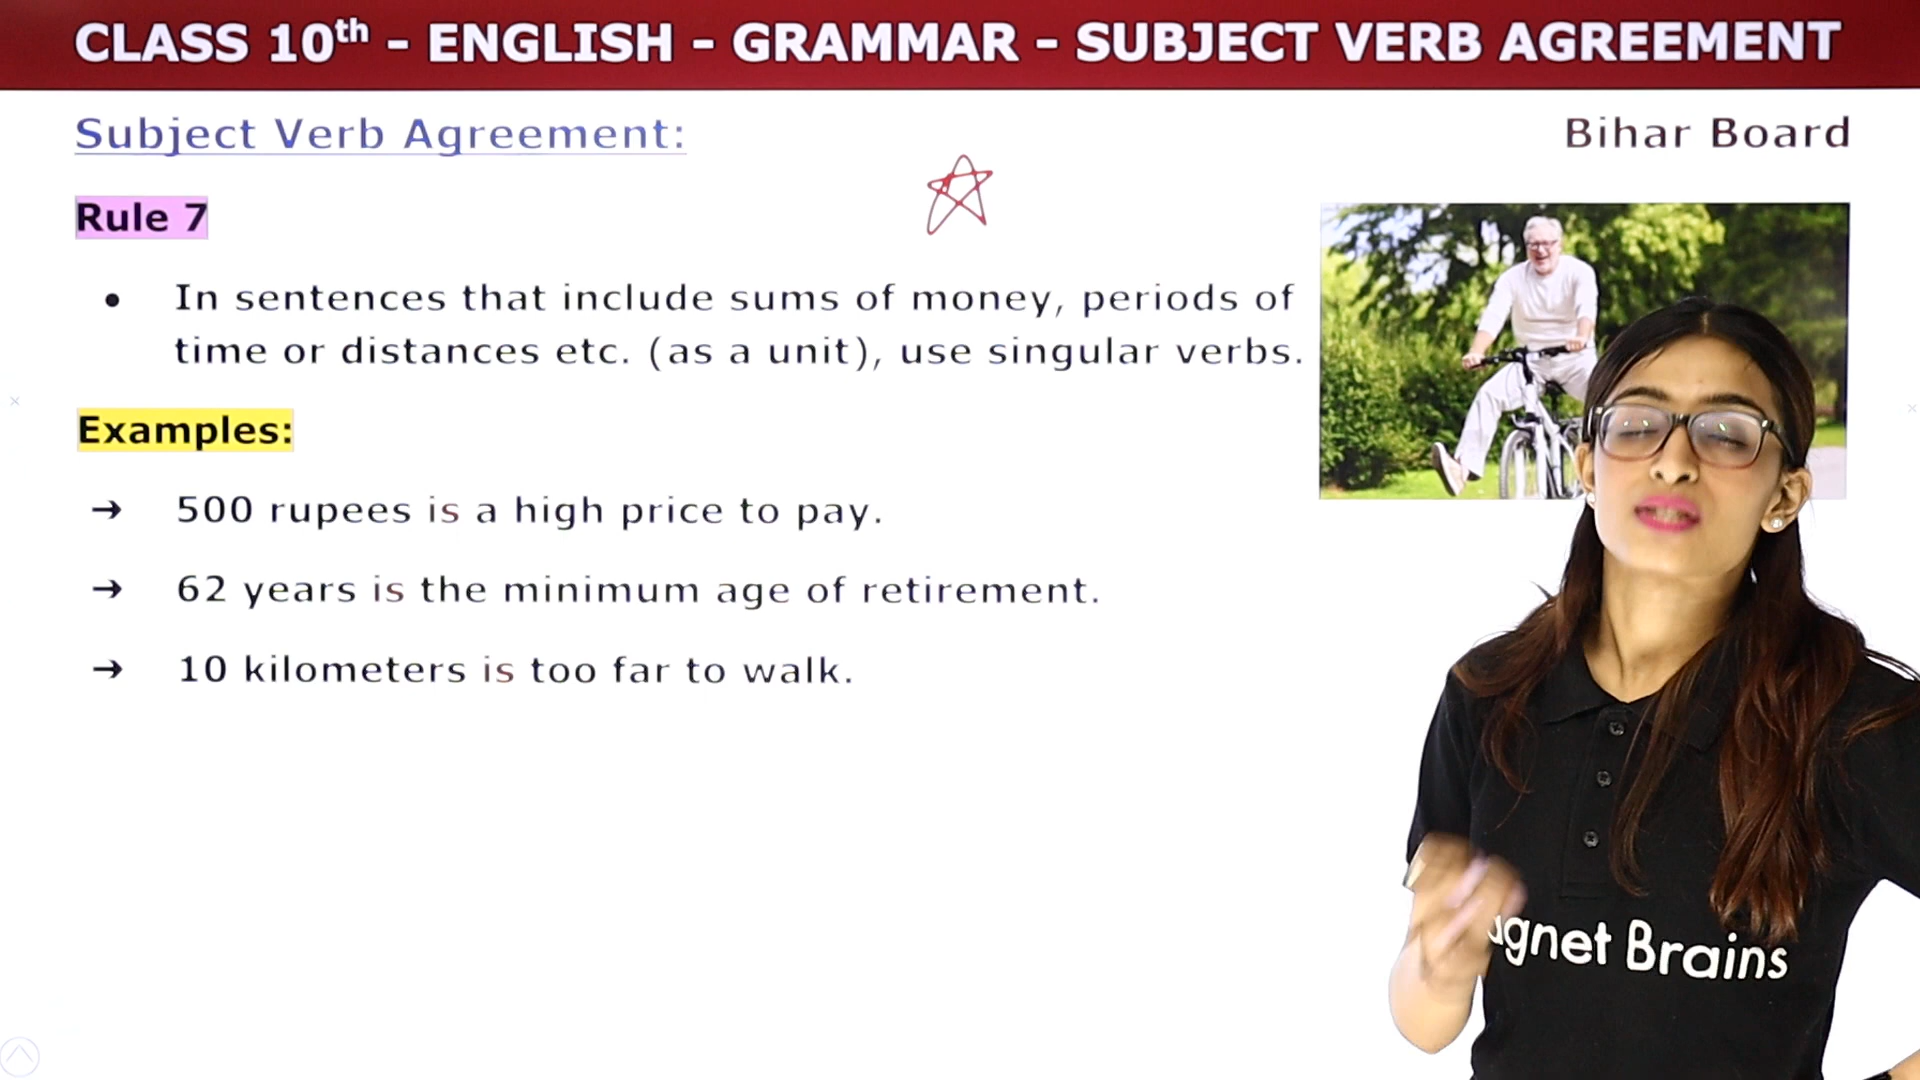 CLASS 10th – ENGLISH – GRAMMAR – SUBJECT VERB AGREEMENT
Subject Verb Agreement:
Bihar Board
Rule 7
• In sentences that include sums of money, periods of
time or distances etc. (as a unit), use singular verbs.
Examples:
→ 500 rupees is a high price to pay.
→ 62 years is the minimum age of retirement.
→ 10 kilometers is too far to walk.
Brains